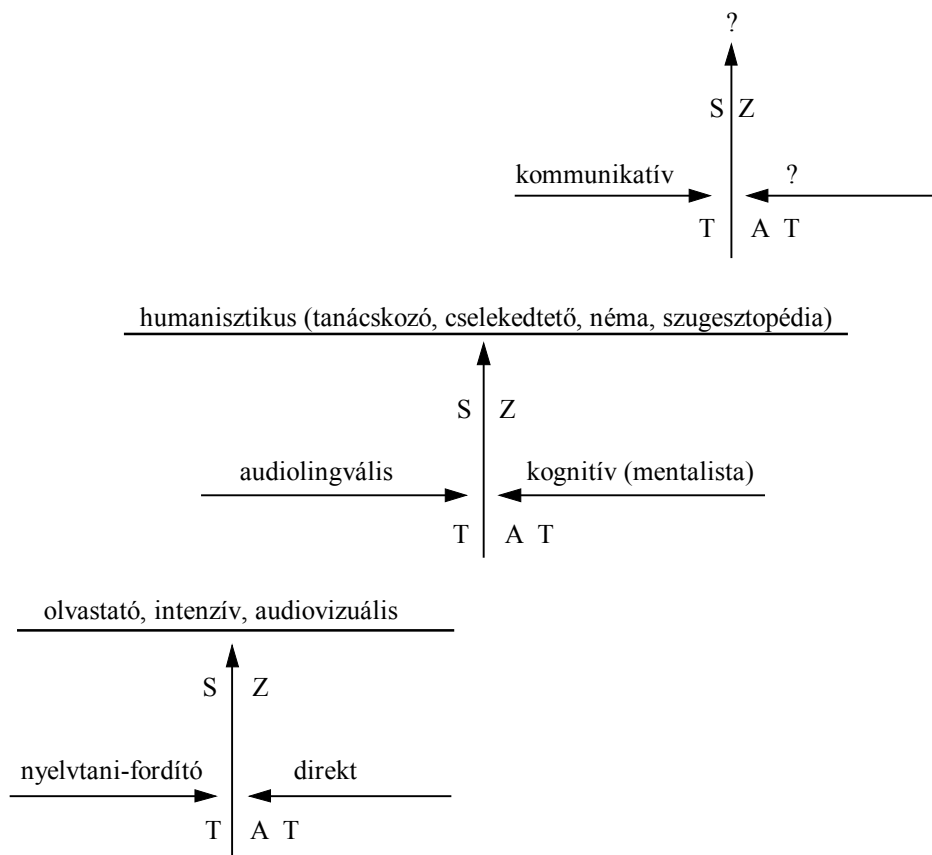 ?
S Z
kommunikatív ?
T A T
humanisztikus (tanácskozó, cselekedtető, néma, szugesztopédia)
S Z
audiolingvális kognitív (mentalista)
T A T
olvastató, intenzív, audiovizuális
S Z
nyelvtani-fordító direkt
T A T